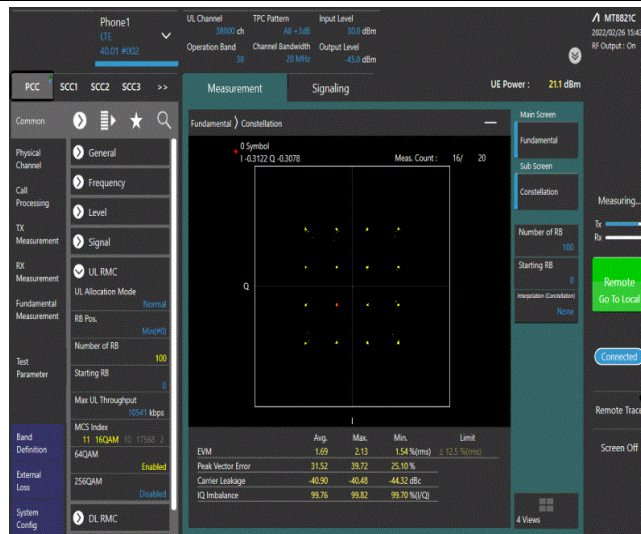 Phone1
LTE
40.01 #002
UL Channel
38000 ch
TPC Pattern
All +3dB
Input Level
30.0 dBm
Operation Band
38
Channel Bandwidth
20 MHz
Output Level
-45.0 dBm
MT8821C
2022/02/26 15:43
RF Output : On
PCC SCC1 SCC2 SCC3 >>
Measurement
Signaling
UE Power : 21.1 dBm
Common
Physical Channel
Call Processing
TX Measurement
RX Measurement
Fundamental Measurement
Test Parameter
Band Definition
External Loss
System Config
General
Frequency
Level
Signal
UL RMC
UL Allocation Mode
Normal
RB Pos.
Min(#0)
Number of RB
100
Starting RB
0
Max UL Throughput
10541 kbps
MCS Index
11 16QAM 10 17568 2
64QAM
Enabled
256QAM
Disabled
DL RMC
Fundamental > Constellation
0 Symbol
I -0.3122 Q -0.3078
Meas. Count : 16/ 20
Q
I
Avg. Max. Min. Limit
EVM 1.69 2.13 1.54 %(rms) ≤ 12.5 %(rms)
Peak Vector Error 31.52 39.72 25.10 %
Carrier Leakage -40.90 -40.48 -44.32 dBc
IQ Imbalance 99.76 99.82 99.70 %(I/Q)
Main Screen
Fundamental
Sub Screen
Constellation
Number of RB
100
Starting RB
0
Interpolation (Constellation)
None
4 Views
Measuring...
Tx
Rx
Remote
Go To Local
Connected
Remote Trace
Screen Off